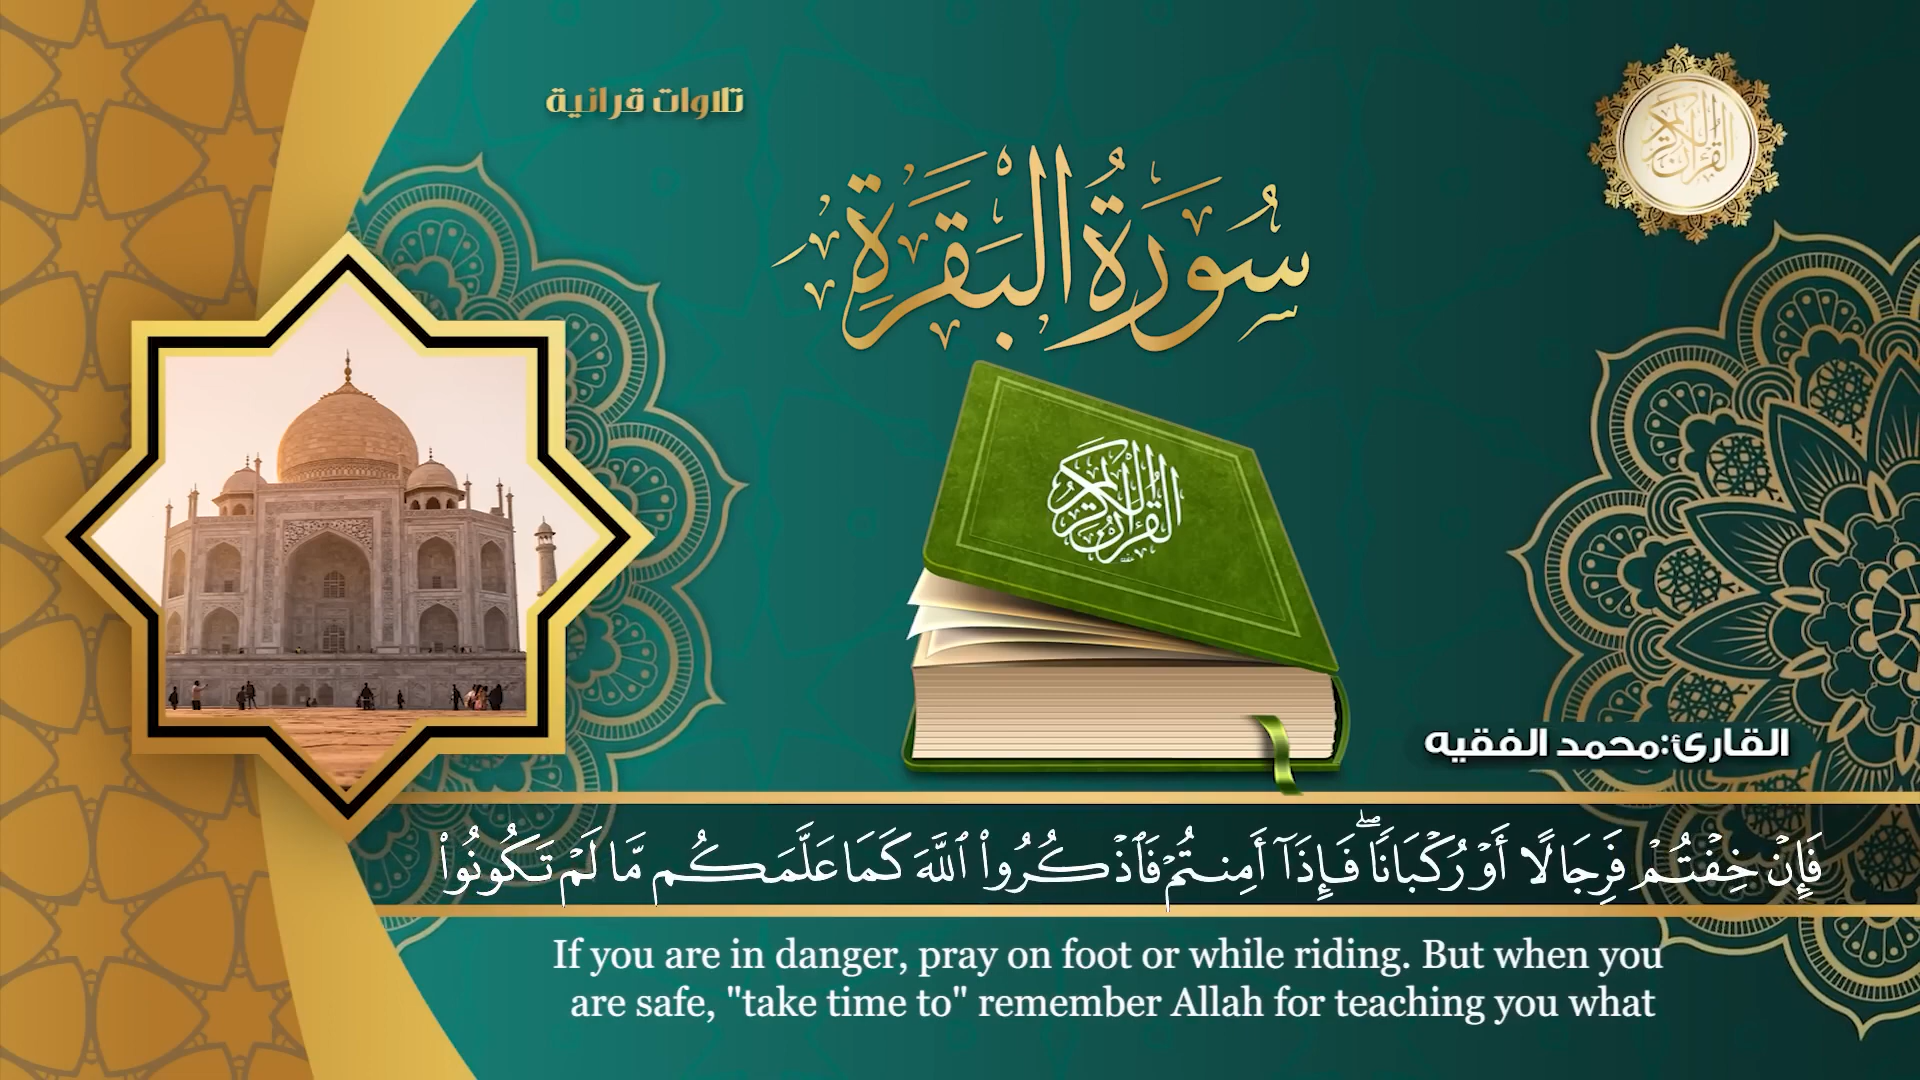 تلاوات قرانية
سُورَةُ البَقَرَةِ
القرآن الكريم
القرآن الكريم
القارئ:محمد الفقيه
فَإِنۡ خِفۡتُمۡ فَرِجَالًا أَوۡ رُكۡبَانٗاۖ فَإِذَآ أَمِنتُمۡ فَٱذۡكُرُواْ ٱللَّهَ كَمَا عَلَّمَكُم مَّا لَمۡ تَكُونُواْ
If you are in danger, pray on foot or while riding. But when you
are safe, "take time to" remember Allah for teaching you what